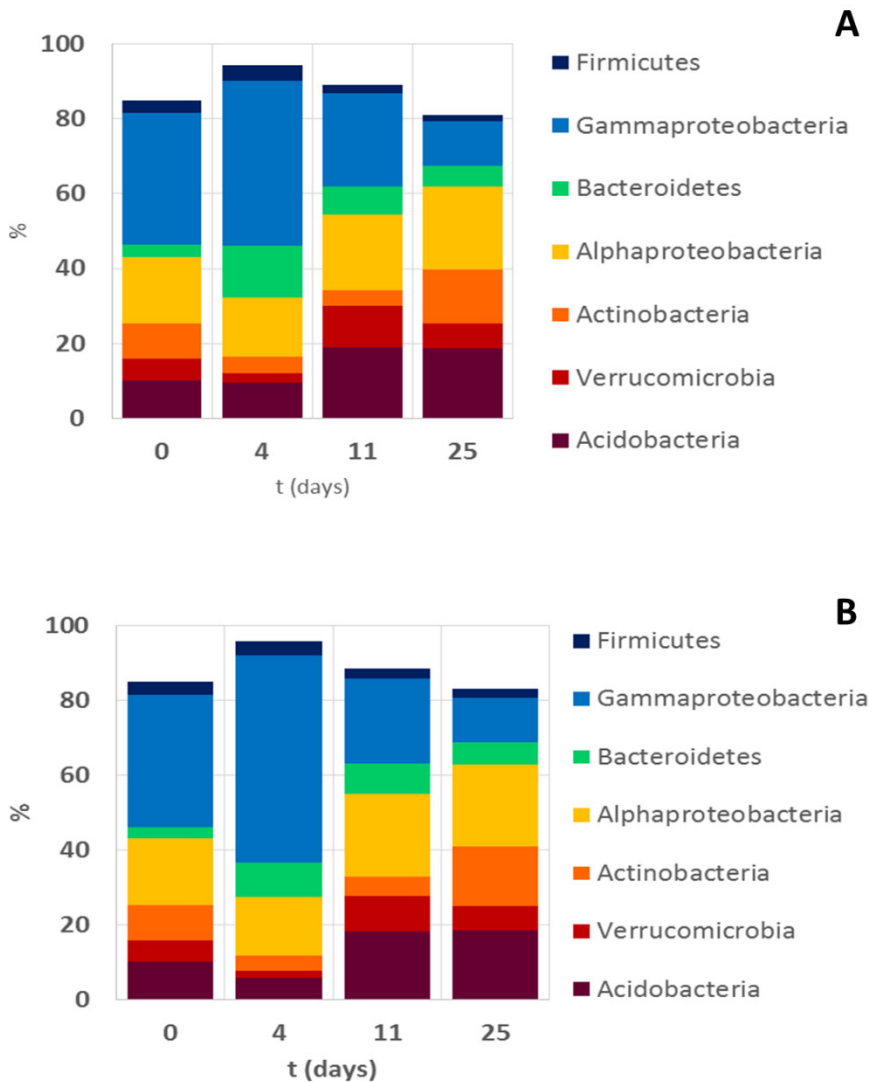 A
100
80
60
40
20
0
%
0 4 11 25
t (days)
Firmicutes
Gammaproteobacteria
Bacteroidetes
Alphaproteobacteria
Actinobacteria
Verrucomicrobia
Acidobacteria
B
100
80
60
40
20
0
%
0 4 11 25
t (days)
Firmicutes
Gammaproteobacteria
Bacteroidetes
Alphaproteobacteria
Actinobacteria
Verrucomicrobia
Acidobacteria